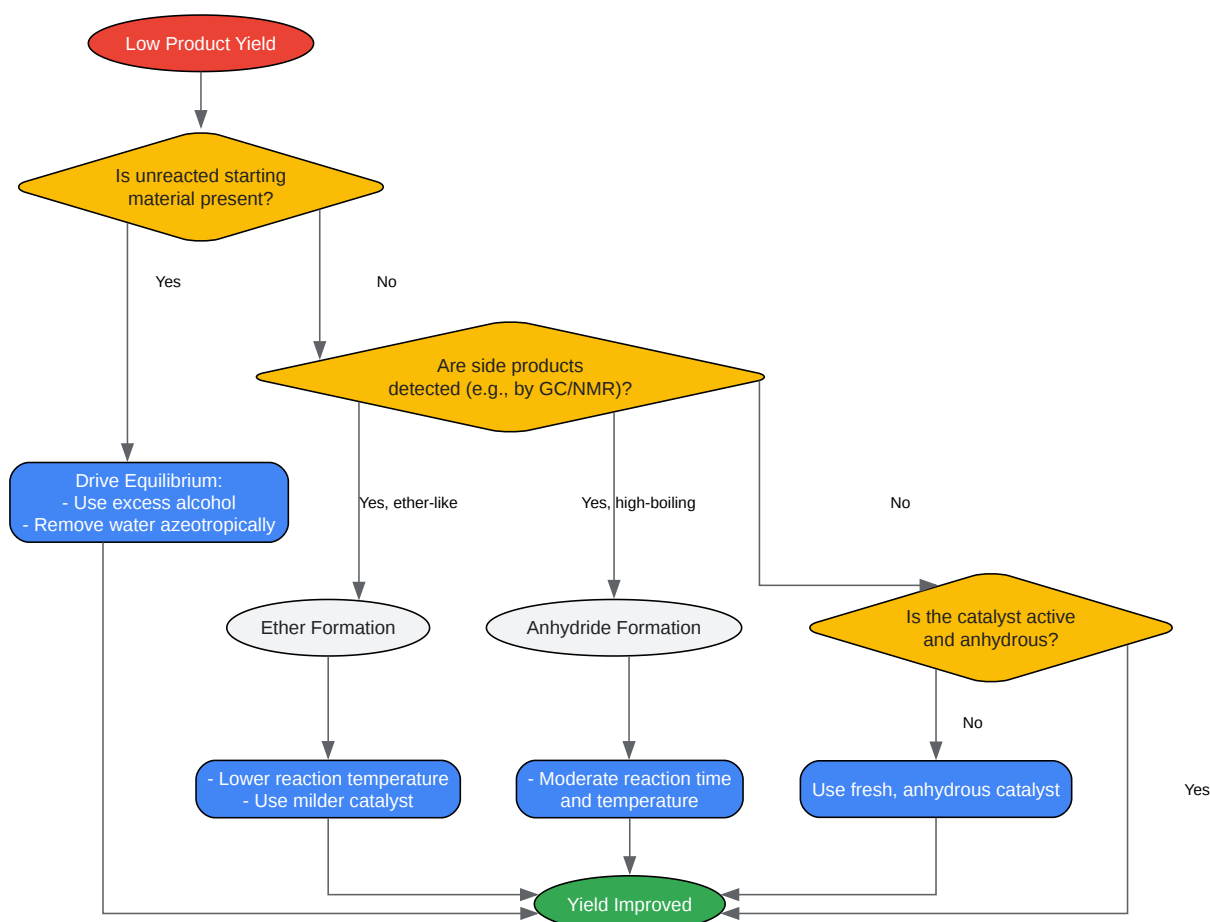 Low Product Yield
Is unreacted starting
material present?
Yes
No
Are side products
detected (e.g., by GC/NMR)?
Drive Equilibrium:
- Use excess alcohol
- Remove water azeotropically
Yes, ether-like
Yes, high-boiling
No
Ether Formation
Anhydride Formation
Is the catalyst active
and anhydrous?
No
- Lower reaction temperature
- Use milder catalyst
- Moderate reaction time
and temperature
Use fresh, anhydrous catalyst
Yes
Yield Improved